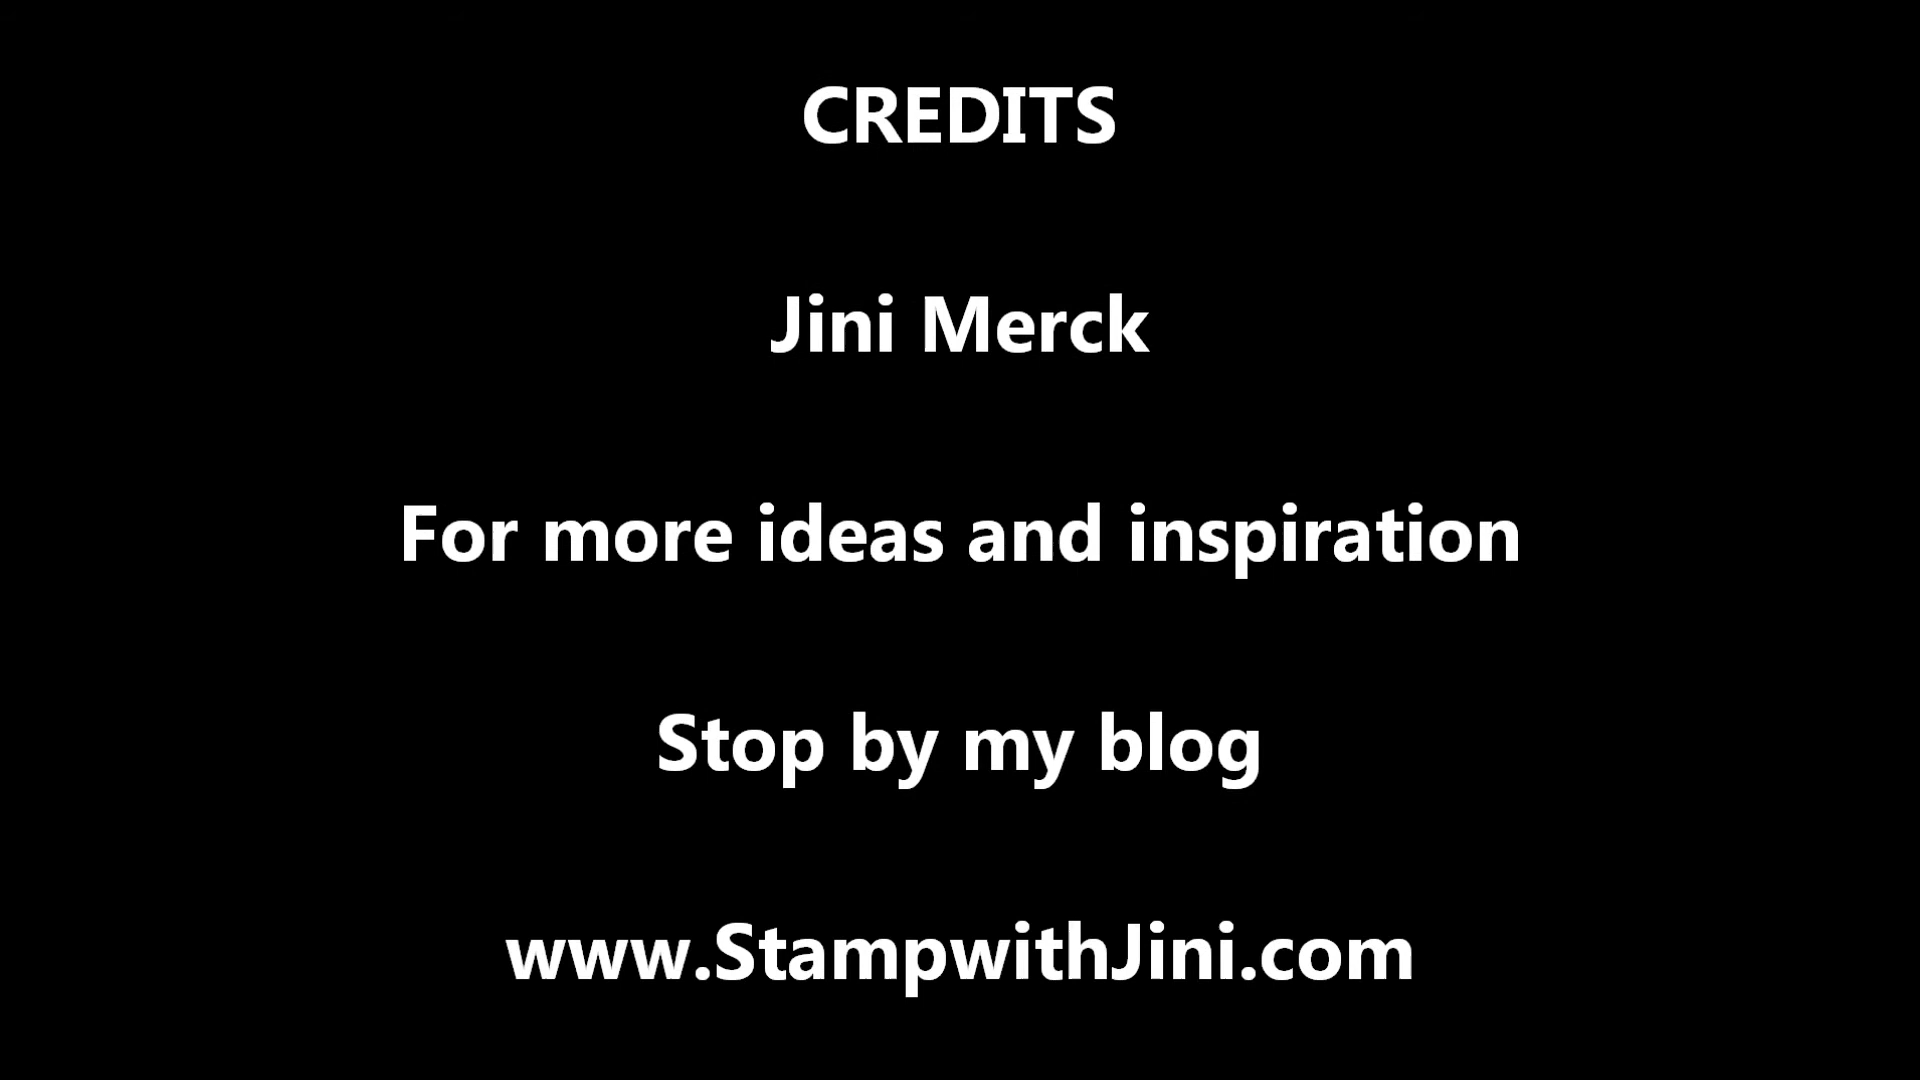 CREDITS
Jini Merck
For more ideas and inspiration
Stop by my blog
www.StampwithJini.com